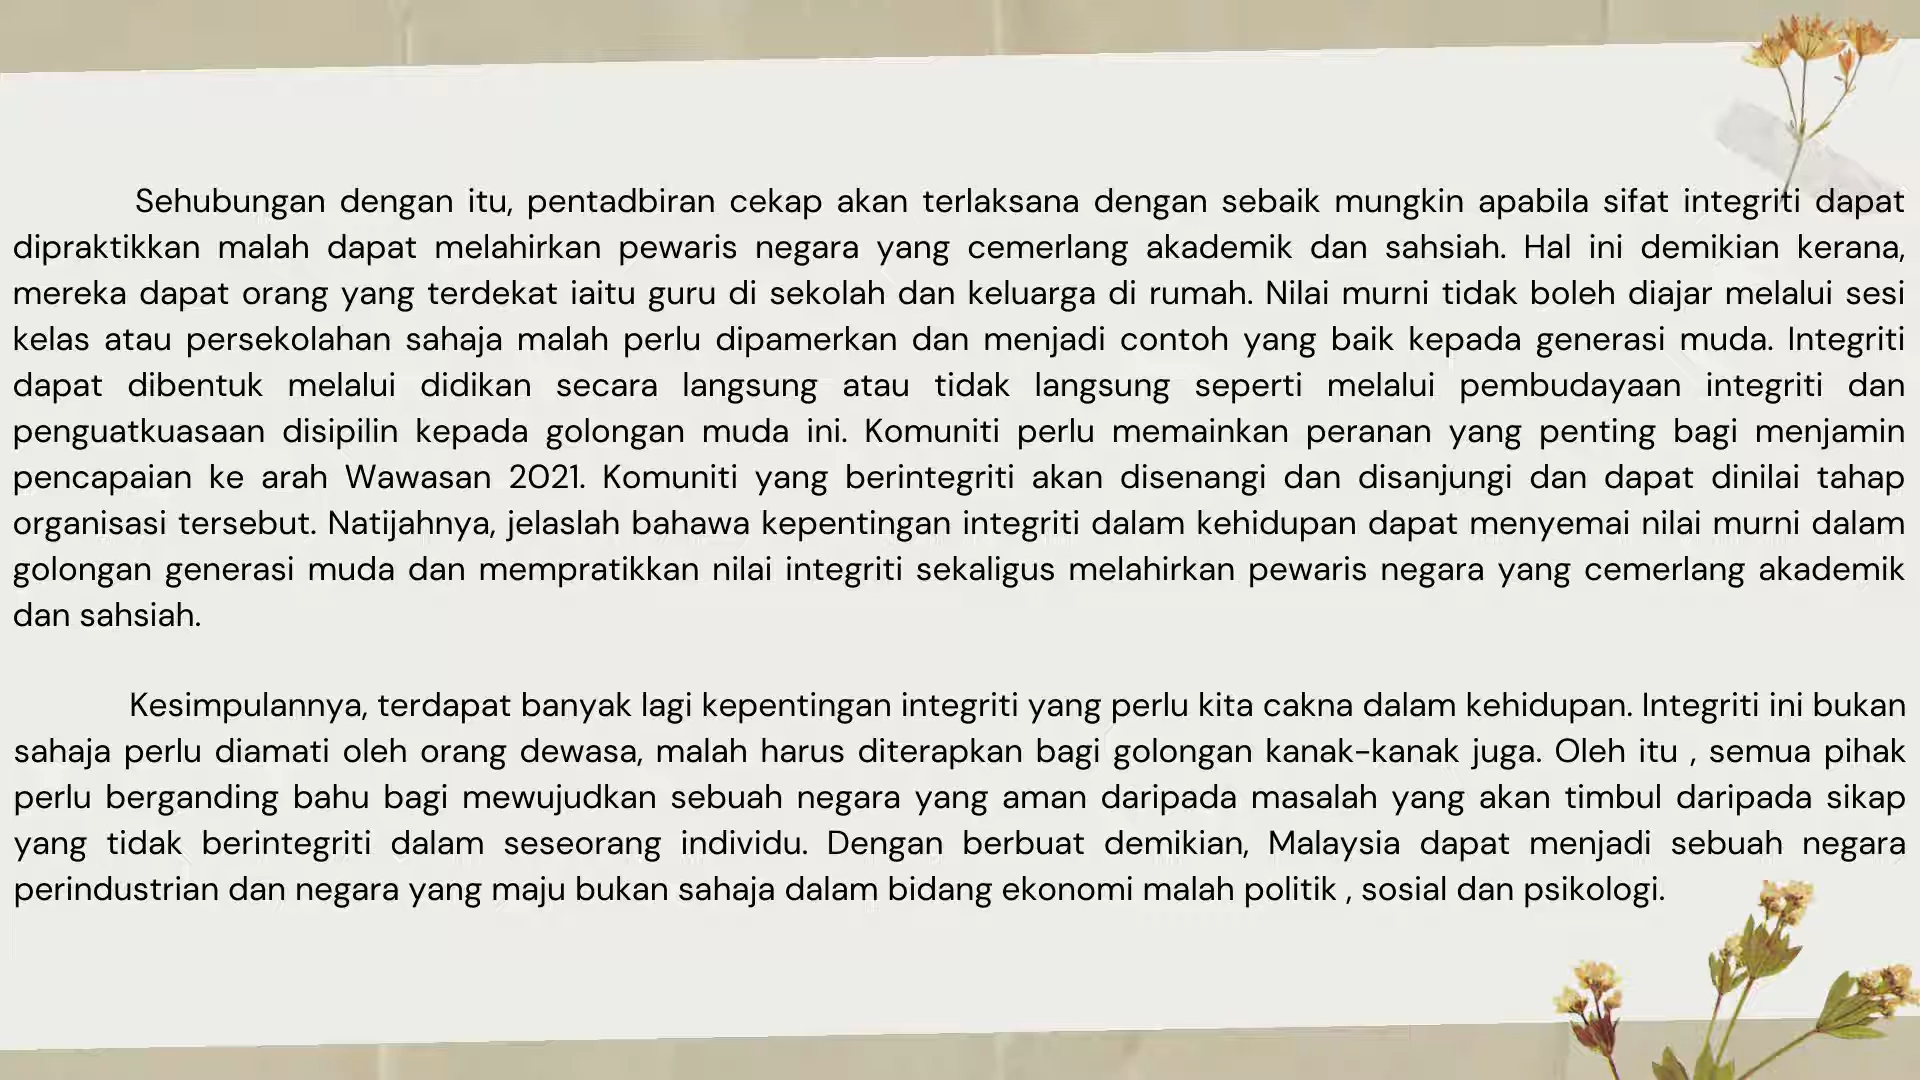 Sehubungan dengan itu, pentadbiran cekap akan terlaksana dengan sebaik mungkin apabila sifat integriti dapat
dipraktikkan malah dapat melahirkan pewaris negara yang cemerlang akademik dan sahsiah. Hal ini demikian kerana,
mereka dapat orang yang terdekat iaitu guru di sekolah dan keluarga di rumah. Nilai murni tidak boleh diajar melalui sesi
kelas atau persekolahan sahaja malah perlu dipamerkan dan menjadi contoh yang baik kepada generasi muda. Integriti
dapat dibentuk melalui didikan secara langsung atau tidak langsung seperti melalui pembudayaan integriti dan
penguatkuasaan disipilin kepada golongan muda ini. Komuniti perlu memainkan peranan yang penting bagi menjamin
pencapaian ke arah Wawasan 2021. Komuniti yang berintegriti akan disenangi dan disanjungi dan dapat dinilai tahap
organisasi tersebut. Natijahnya, jelaslah bahawa kepentingan integriti dalam kehidupan dapat menyemai nilai murni dalam
golongan generasi muda dan mempratikkan nilai integriti sekaligus melahirkan pewaris negara yang cemerlang akademik
dan sahsiah.
Kesimpulannya, terdapat banyak lagi kepentingan integriti yang perlu kita cakna dalam kehidupan. Integriti ini bukan
sahaja perlu diamati oleh orang dewasa, malah harus diterapkan bagi golongan kanak-kanak juga. Oleh itu , semua pihak
perlu berganding bahu bagi mewujudkan sebuah negara yang aman daripada masalah yang akan timbul daripada sikap
yang tidak berintegriti dalam seseorang individu. Dengan berbuat demikian, Malaysia dapat menjadi sebuah negara
perindustrian dan negara yang maju bukan sahaja dalam bidang ekonomi malah politik , sosial dan psikologi.